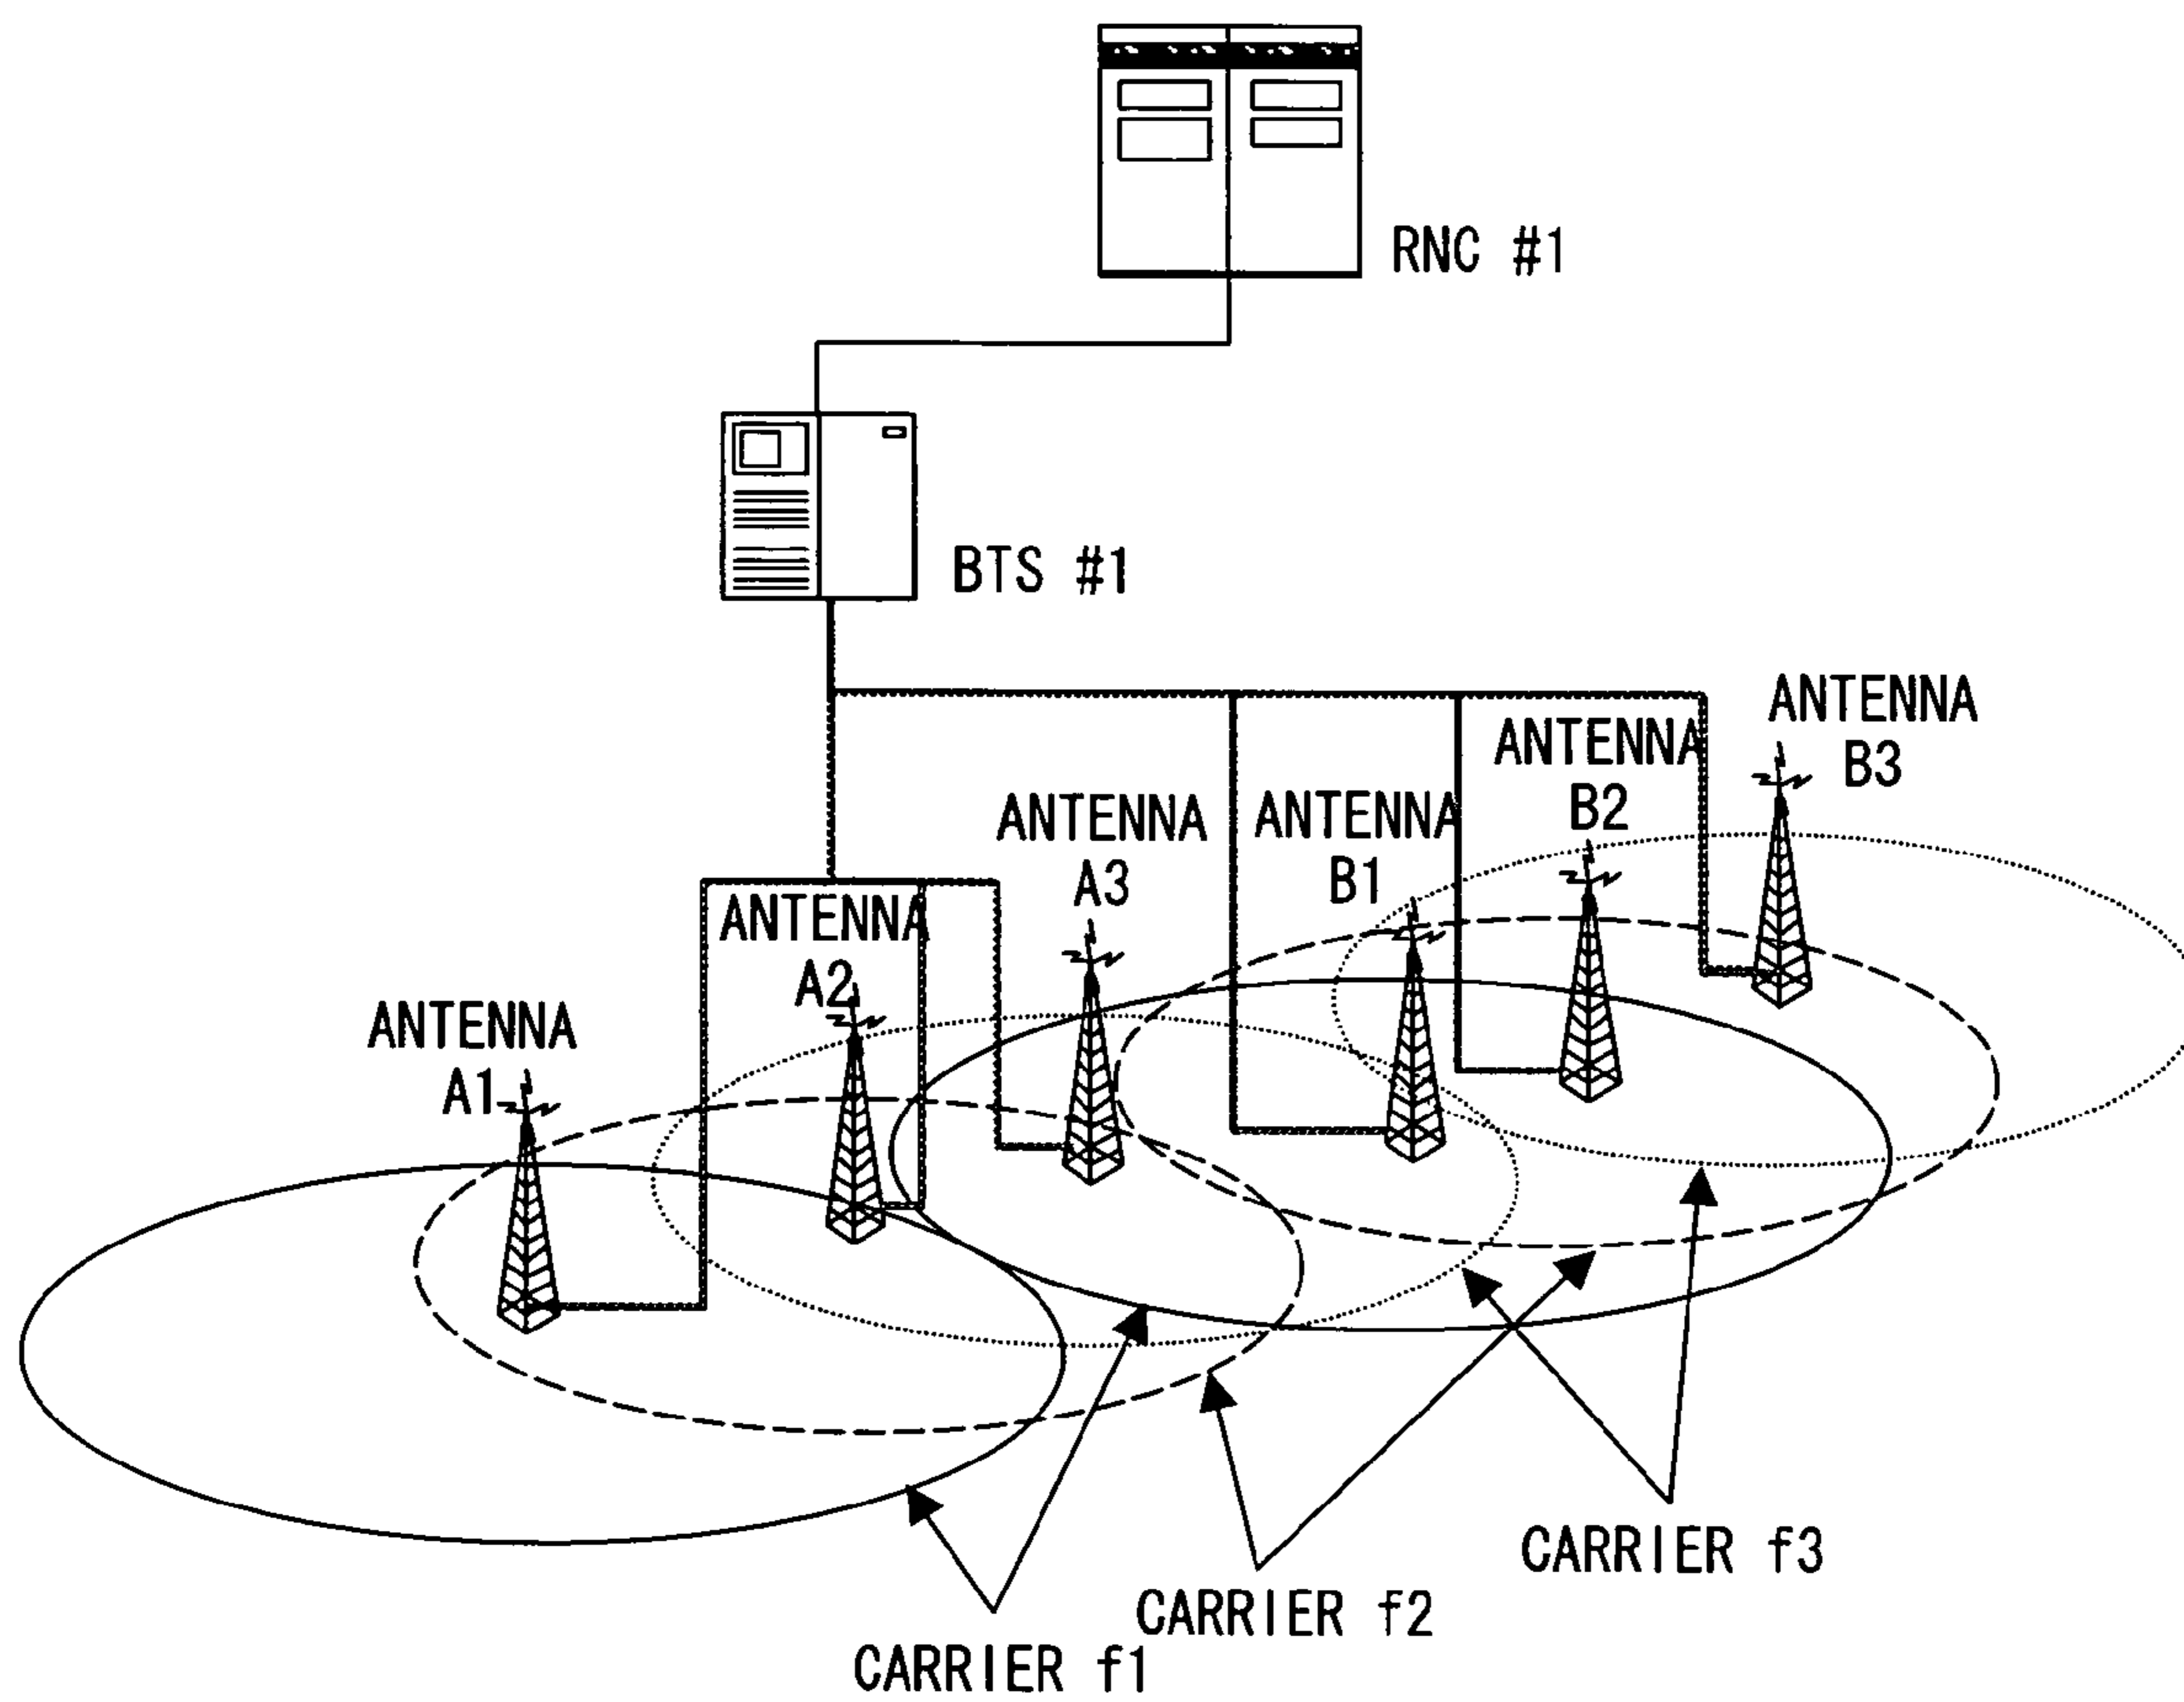 RNC #1
BTS #1
ANTENNA
B3
ANTENNA
B2
ANTENNA
B1
ANTENNA
A3
ANTENNA
A2
ANTENNA
A1
CARRIER f3
CARRIER f2
CARRIER f1